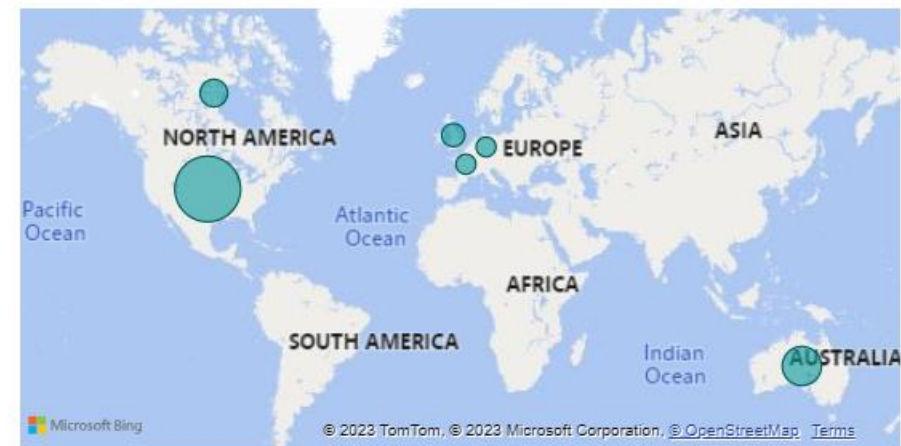 NORTH AMERICA
EUROPE
ASIA
Pacific
Ocean
Atlantic
Ocean
AFRICA
SOUTH AMERICA
Indian
Ocean
AUSTRALIA
Microsoft Bing
© 2023 TomTom, © 2023 Microsoft Corporation, © OpenStreetMap Terms